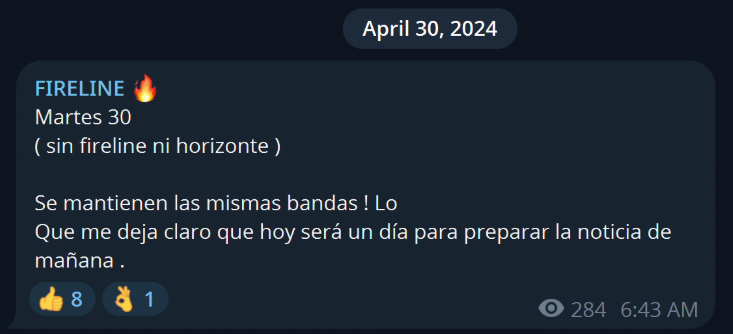 April 30, 2024
FIRELINE 🔥
Martes 30
( sin fireline ni horizonte )
Se mantienen las mismas bandas ! Lo
Que me deja claro que hoy será un día para preparar la noticia de
mañana .
👍 8 👌 1 284 6:43 AM